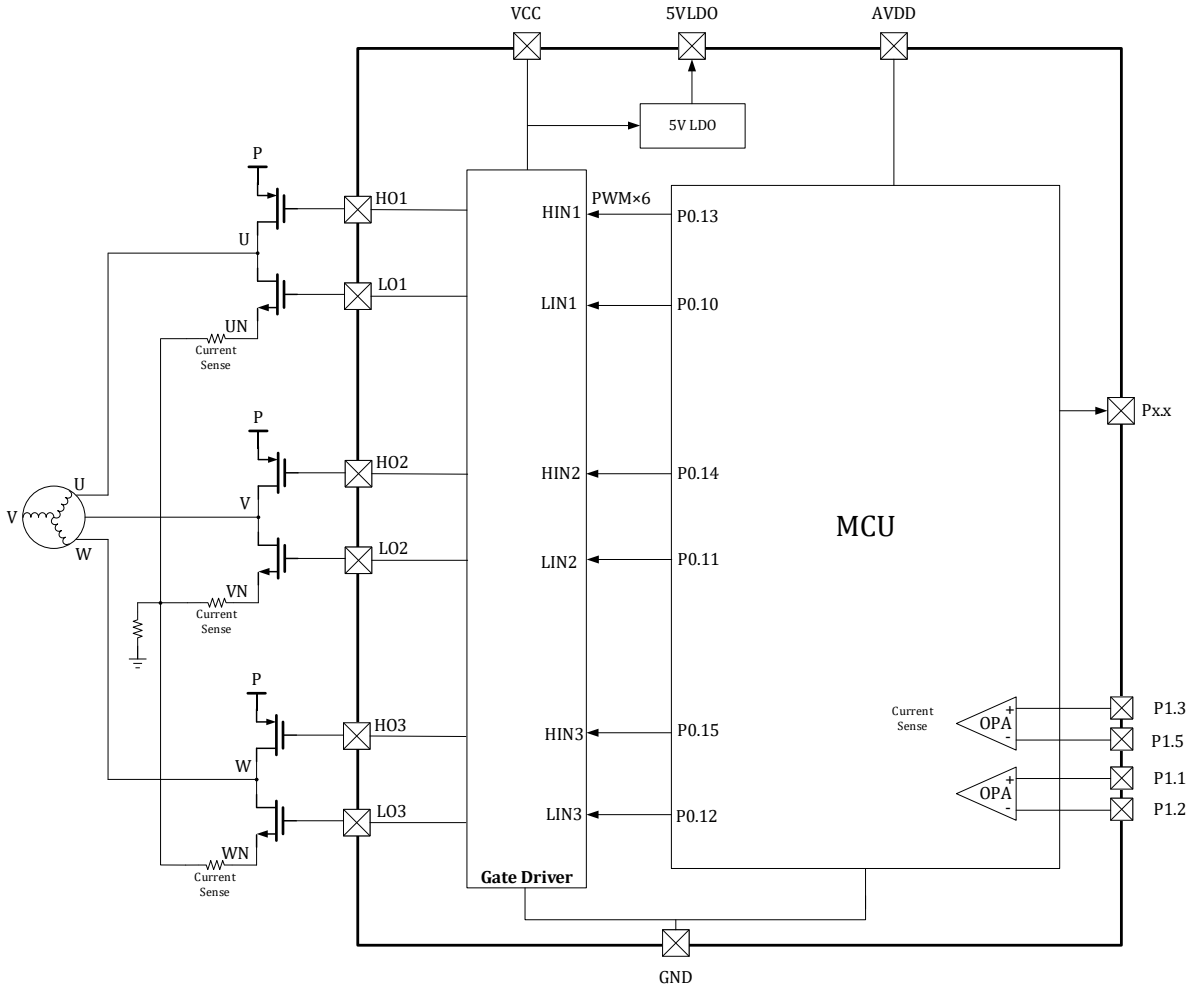 VCC
5VLDO
AVDD
5V LDO
P
HO1
HIN1
PWM×6
P0.13
U
LO1
LIN1
P0.10
UN
Current
Sense
P
HO2
HIN2
P0.14
Px.x
V
U
V
W
MCU
LO2
LIN2
P0.11
VN
Current
Sense
P
HO3
HIN3
P0.15
W
LO3
LIN3
P0.12
WN
Current
Sense
Current
Sense
+
OPA
-
P1.3
P1.5
+
OPA
-
P1.1
P1.2
Gate Driver
GND